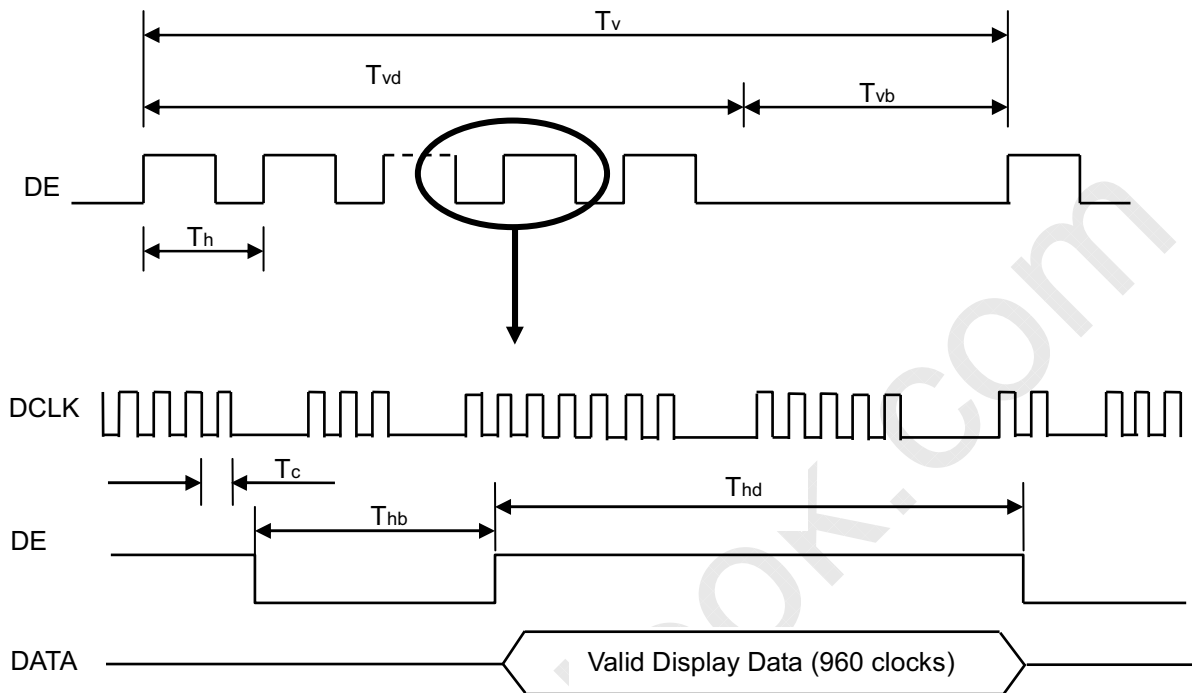 Tv
Tvd
Tvb
DE
Th
DCLK
Tc
Thd
Thb
DE
DATA
Valid Display Data (960 clocks)